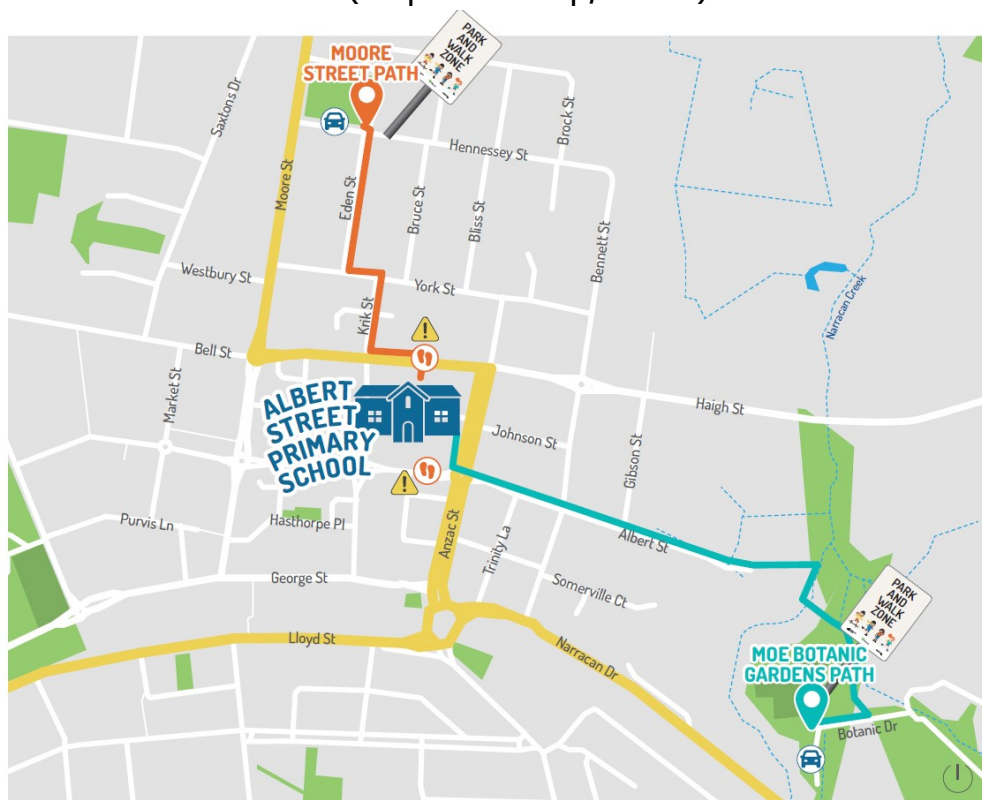 PARK
AND
WALK
ZONE
MOORE
STREET PATH
Saxtons Dr
Moore St
Hennessey St
Brock St
Eden St
Bruce St
Bliss St
Bennett St
Westbury St
York St
Krik St
Narracan Creek
Bell St
Market St
ALBERT
STREET
PRIMARY
SCHOOL
Haigh St
Johnson St
Gibson St
Purvis Ln
Hasthorpe Pl
Anzac St
Trinity La
Albert St
George St
Somerville Ct
Lloyd St
Narracan Dr
PARK
AND
WALK
ZONE
MOE BOTANIC
GARDENS PATH
Botanic Dr